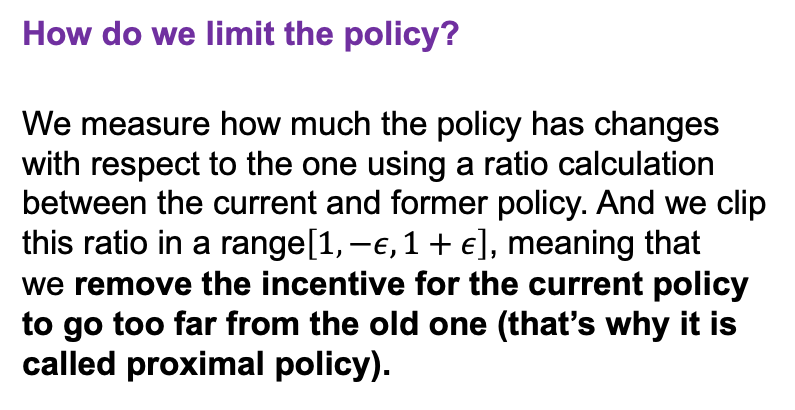 How do we limit the policy?
We measure how much the policy has changes
with respect to the one using a ratio calculation
between the current and former policy. And we clip
this ratio in a range[1,−ϵ,1 + ϵ], meaning that
we remove the incentive for the current policy
to go too far from the old one (that’s why it is
called proximal policy).